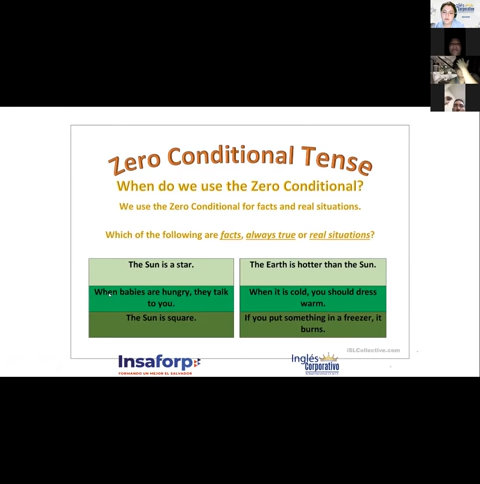 Zero Conditional Tense
When do we use the Zero Conditional?
We use the Zero Conditional for facts and real situations.
Which of the following are facts, always true or real situations?
The Sun is a star.
The Earth is hotter than the Sun.
When babies are hungry, they talk
to you.
When it is cold, you should dress
warm.
The Sun is square.
If you put something in a freezer, it
burns.
iSLCollective.com
Insaforp
FORMANDO UN MEJOR EL SALVADOR
Inglés
Corporativo